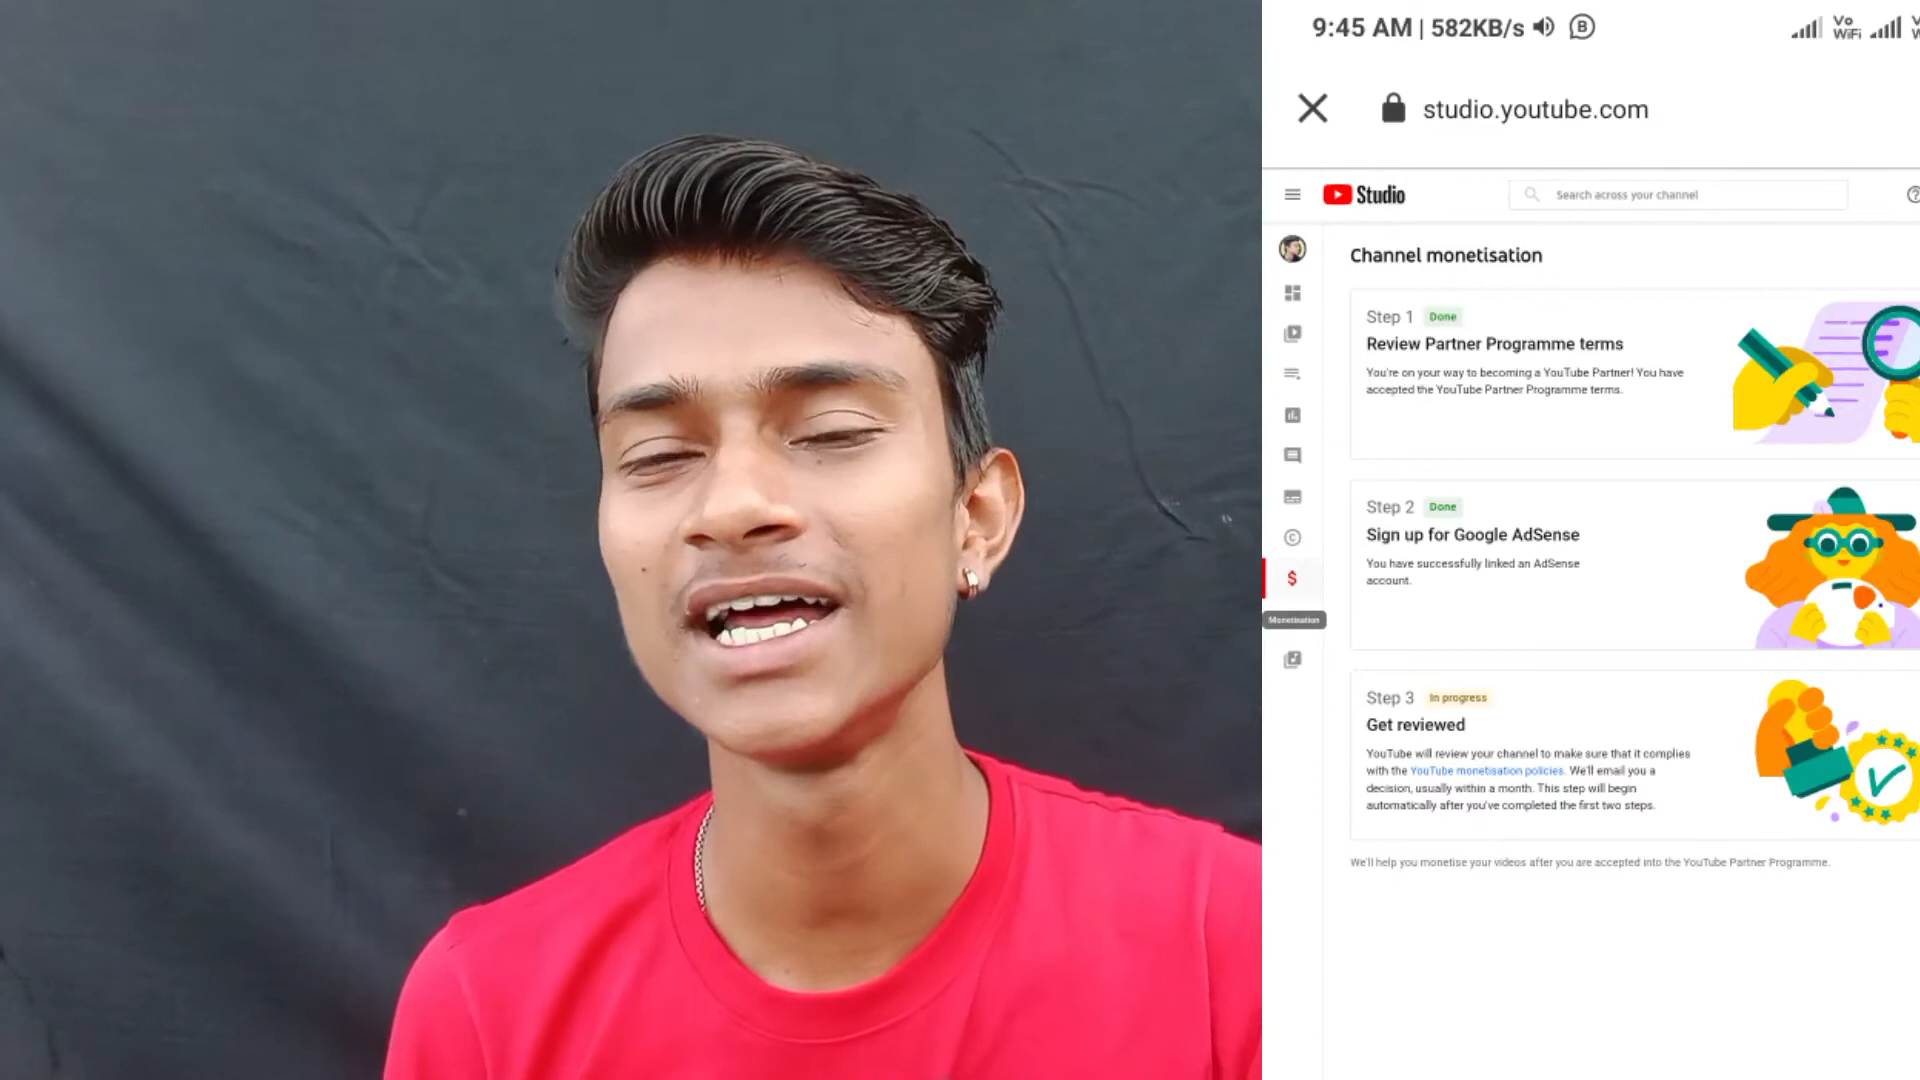 9:45 AM | 582KB/s
Vo
WiFi
studio.youtube.com
Studio
Search across your channel
Channel monetisation
Step 1 Done
Review Partner Programme terms
You're on your way to becoming a YouTube Partner! You have
accepted the YouTube Partner Programme terms.
Step 2 Done
Sign up for Google AdSense
You have successfully linked an AdSense
account.
$
Monetisation
Step 3 In progress
Get reviewed
YouTube will review your channel to make sure that it complies
with the YouTube monetisation policies. We'll email you a
decision, usually within a month. This step will begin
automatically after you've completed the first two steps.
We'll help you monetise your videos after you are accepted into the YouTube Partner Programme.